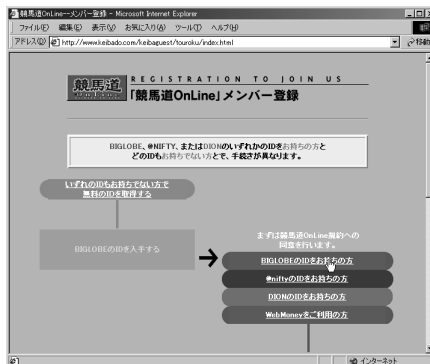 競馬道OnLine--メンバー登録 - Microsoft Internet Explorer
ファイル(F) 編集(E) 表示(V) お気に入り(A) ツール(T) ヘルプ(H)
アドレス(D) http://www.keibado.com/keibaguest/touroku/index.html 移動
競馬道
REGISTRATION TO JOIN US
「競馬道OnLine」メンバー登録
BIGLOBE、@NIFTY、またはDIONのいずれかのIDをお持ちの方と
どのIDもお持ちでない方とで、手続きが異なります。
いずれのIDもお持ちでない方で
無料のIDを取得する
BIGLOBEのIDを入手する
まずは競馬道OnLine規約への
同意を行います。
BIGLOBEのIDをお持ちの方
@niftyのIDをお持ちの方
DIONのIDをお持ちの方
WebMoneyをご利用の方
インターネット